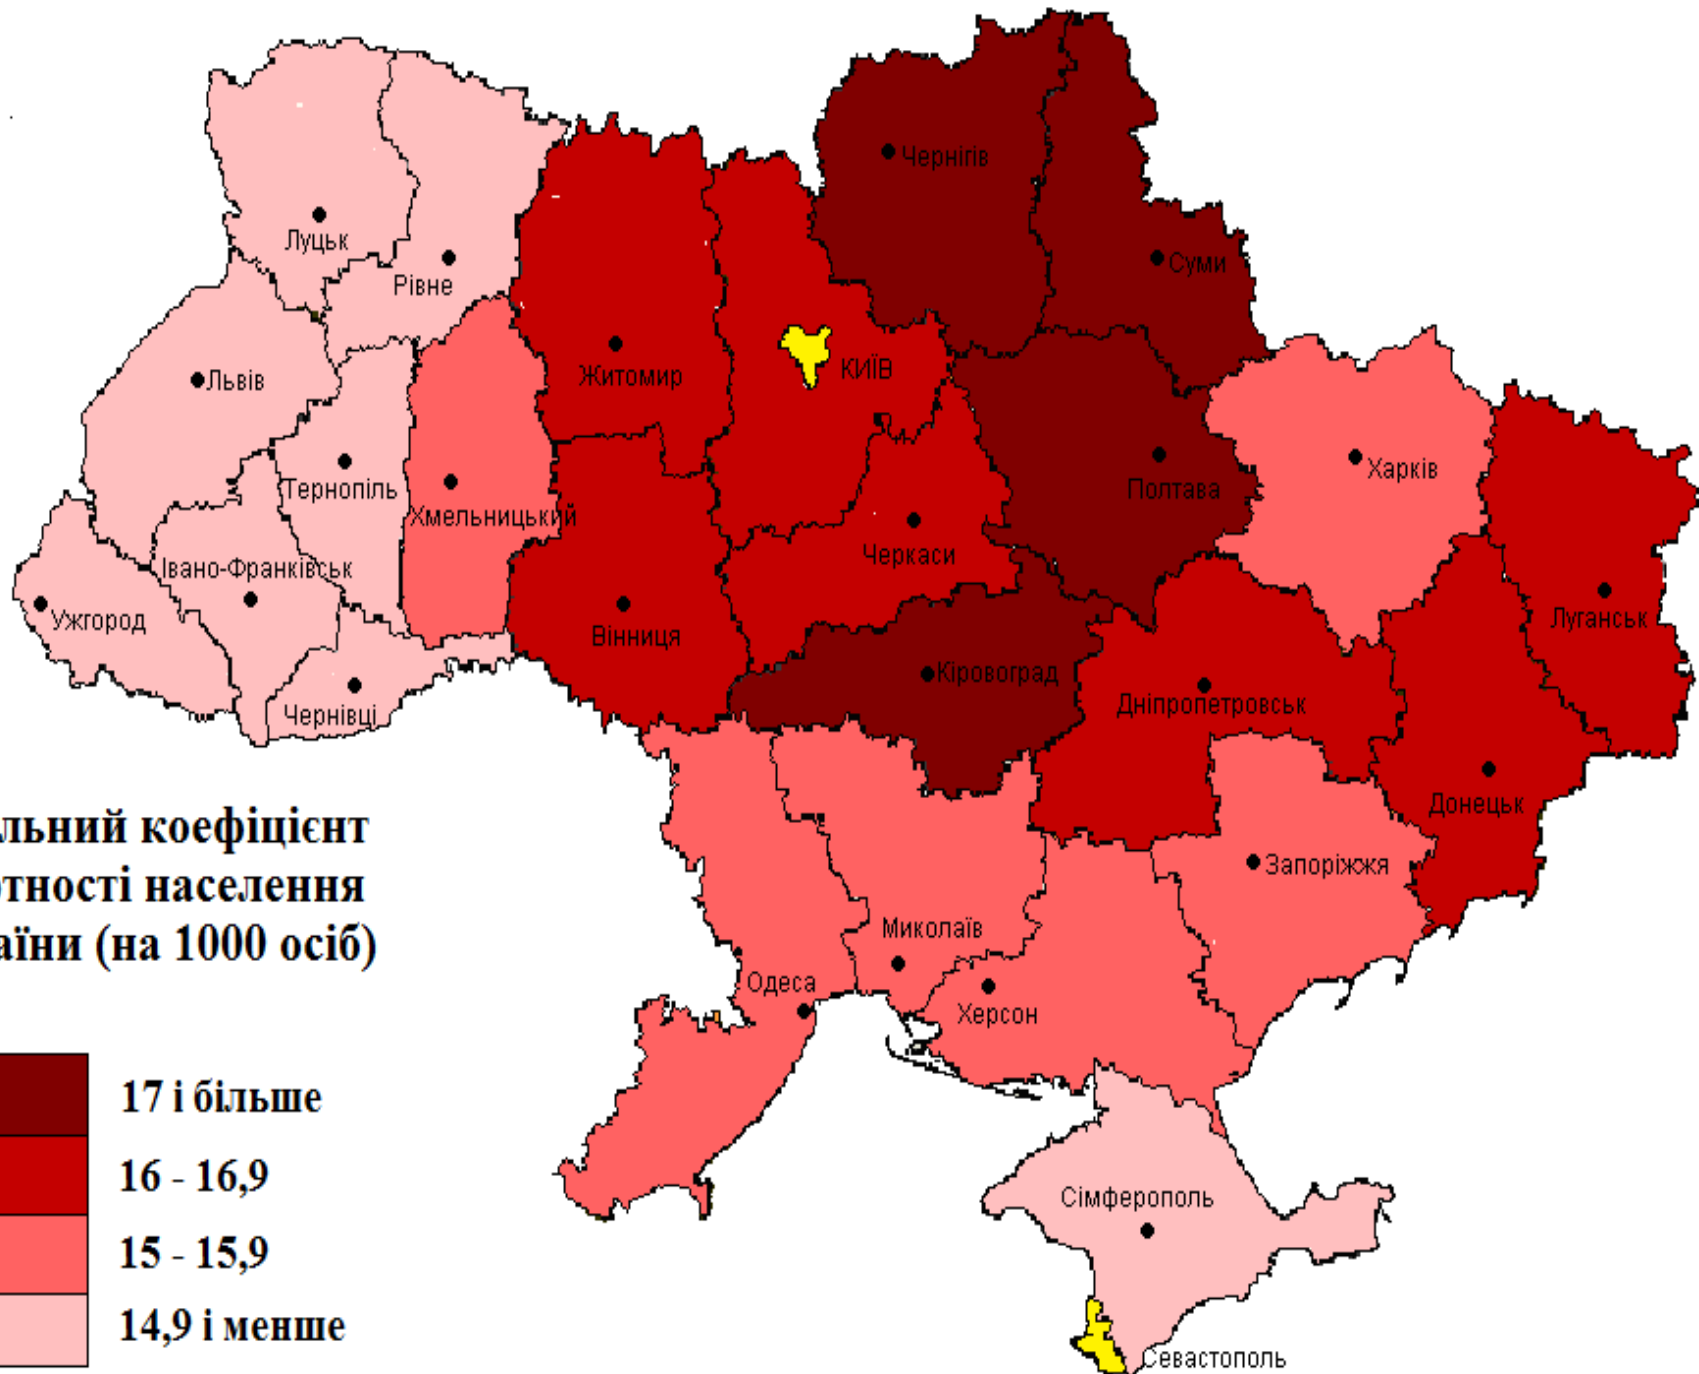 Чернігів
Луцьк
Суми
Рівне
Житомир
КИЇВ
Львів
Харків
Тернопіль
Полтава
Хмельницький
Черкаси
Івано-Франківськ
Ужгород
Вінниця
Луганськ
Кіровоград
Чернівці
Дніпропетровськ
Донецьк
Запоріжжя
Миколаїв
Одеса
Херсон
Сімферополь
Севастополь
льний коефіцієнт
ртності населення
аїни (на 1000 осіб)
17 і більше
16 - 16,9
15 - 15,9
14,9 і менше